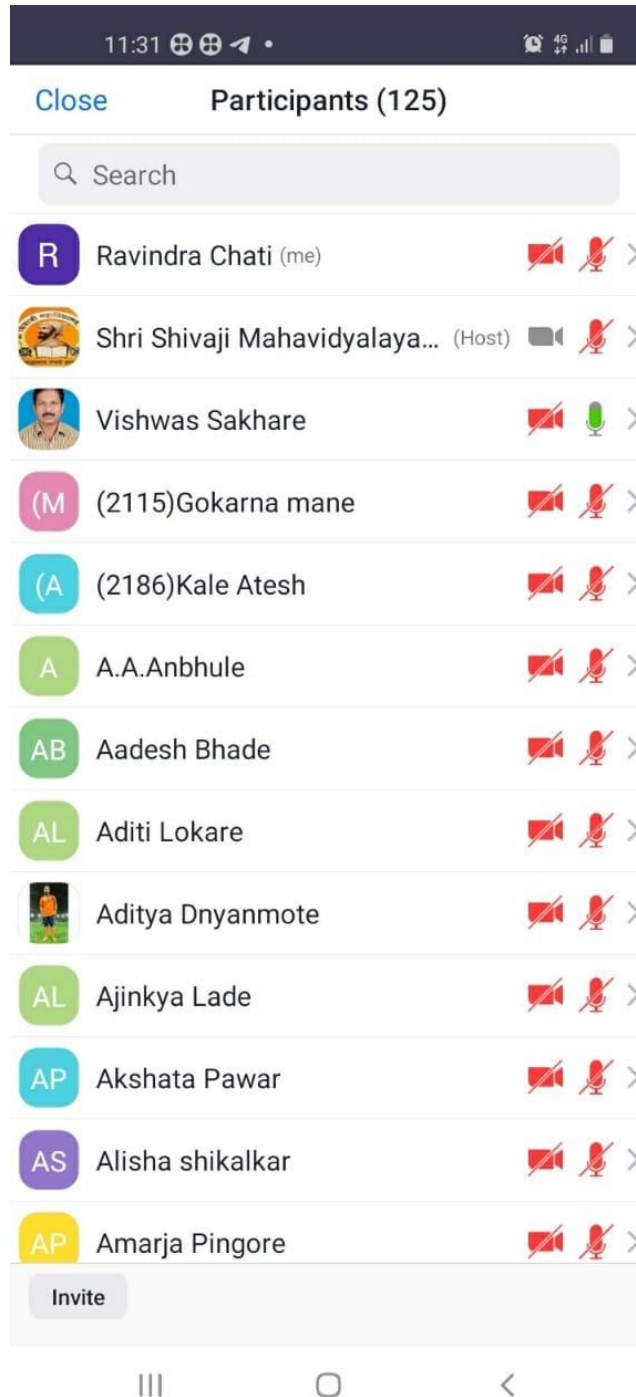 11:31
4G
Close Participants (125)
Search
R Ravindra Chati (me)
Shri Shivaji Mahavidyalaya... (Host)
Vishwas Sakhare
(M (2115)Gokarna mane
(A (2186)Kale Atesh
A A.A.Anbhule
AB Aadesh Bhade
AL Aditi Lokare
Aditya Dnyanmote
AL Ajinkya Lade
AP Akshata Pawar
AS Alisha shikalkar
AP Amarja Pingore
Invite